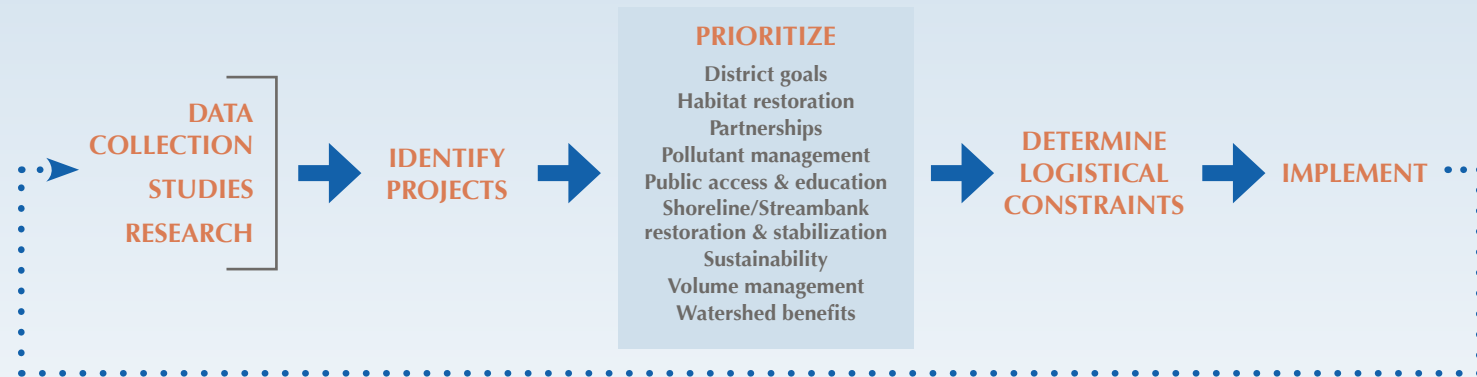 DATA
COLLECTION
STUDIES
RESEARCH
IDENTIFY
PROJECTS
PRIORITIZE
District goals
Habitat restoration
Partnerships
Pollutant management
Public access & education
Shoreline/Streambank
restoration & stabilization
Sustainability
Volume management
Watershed benefits
DETERMINE
LOGISTICAL
CONSTRAINTS
IMPLEMENT